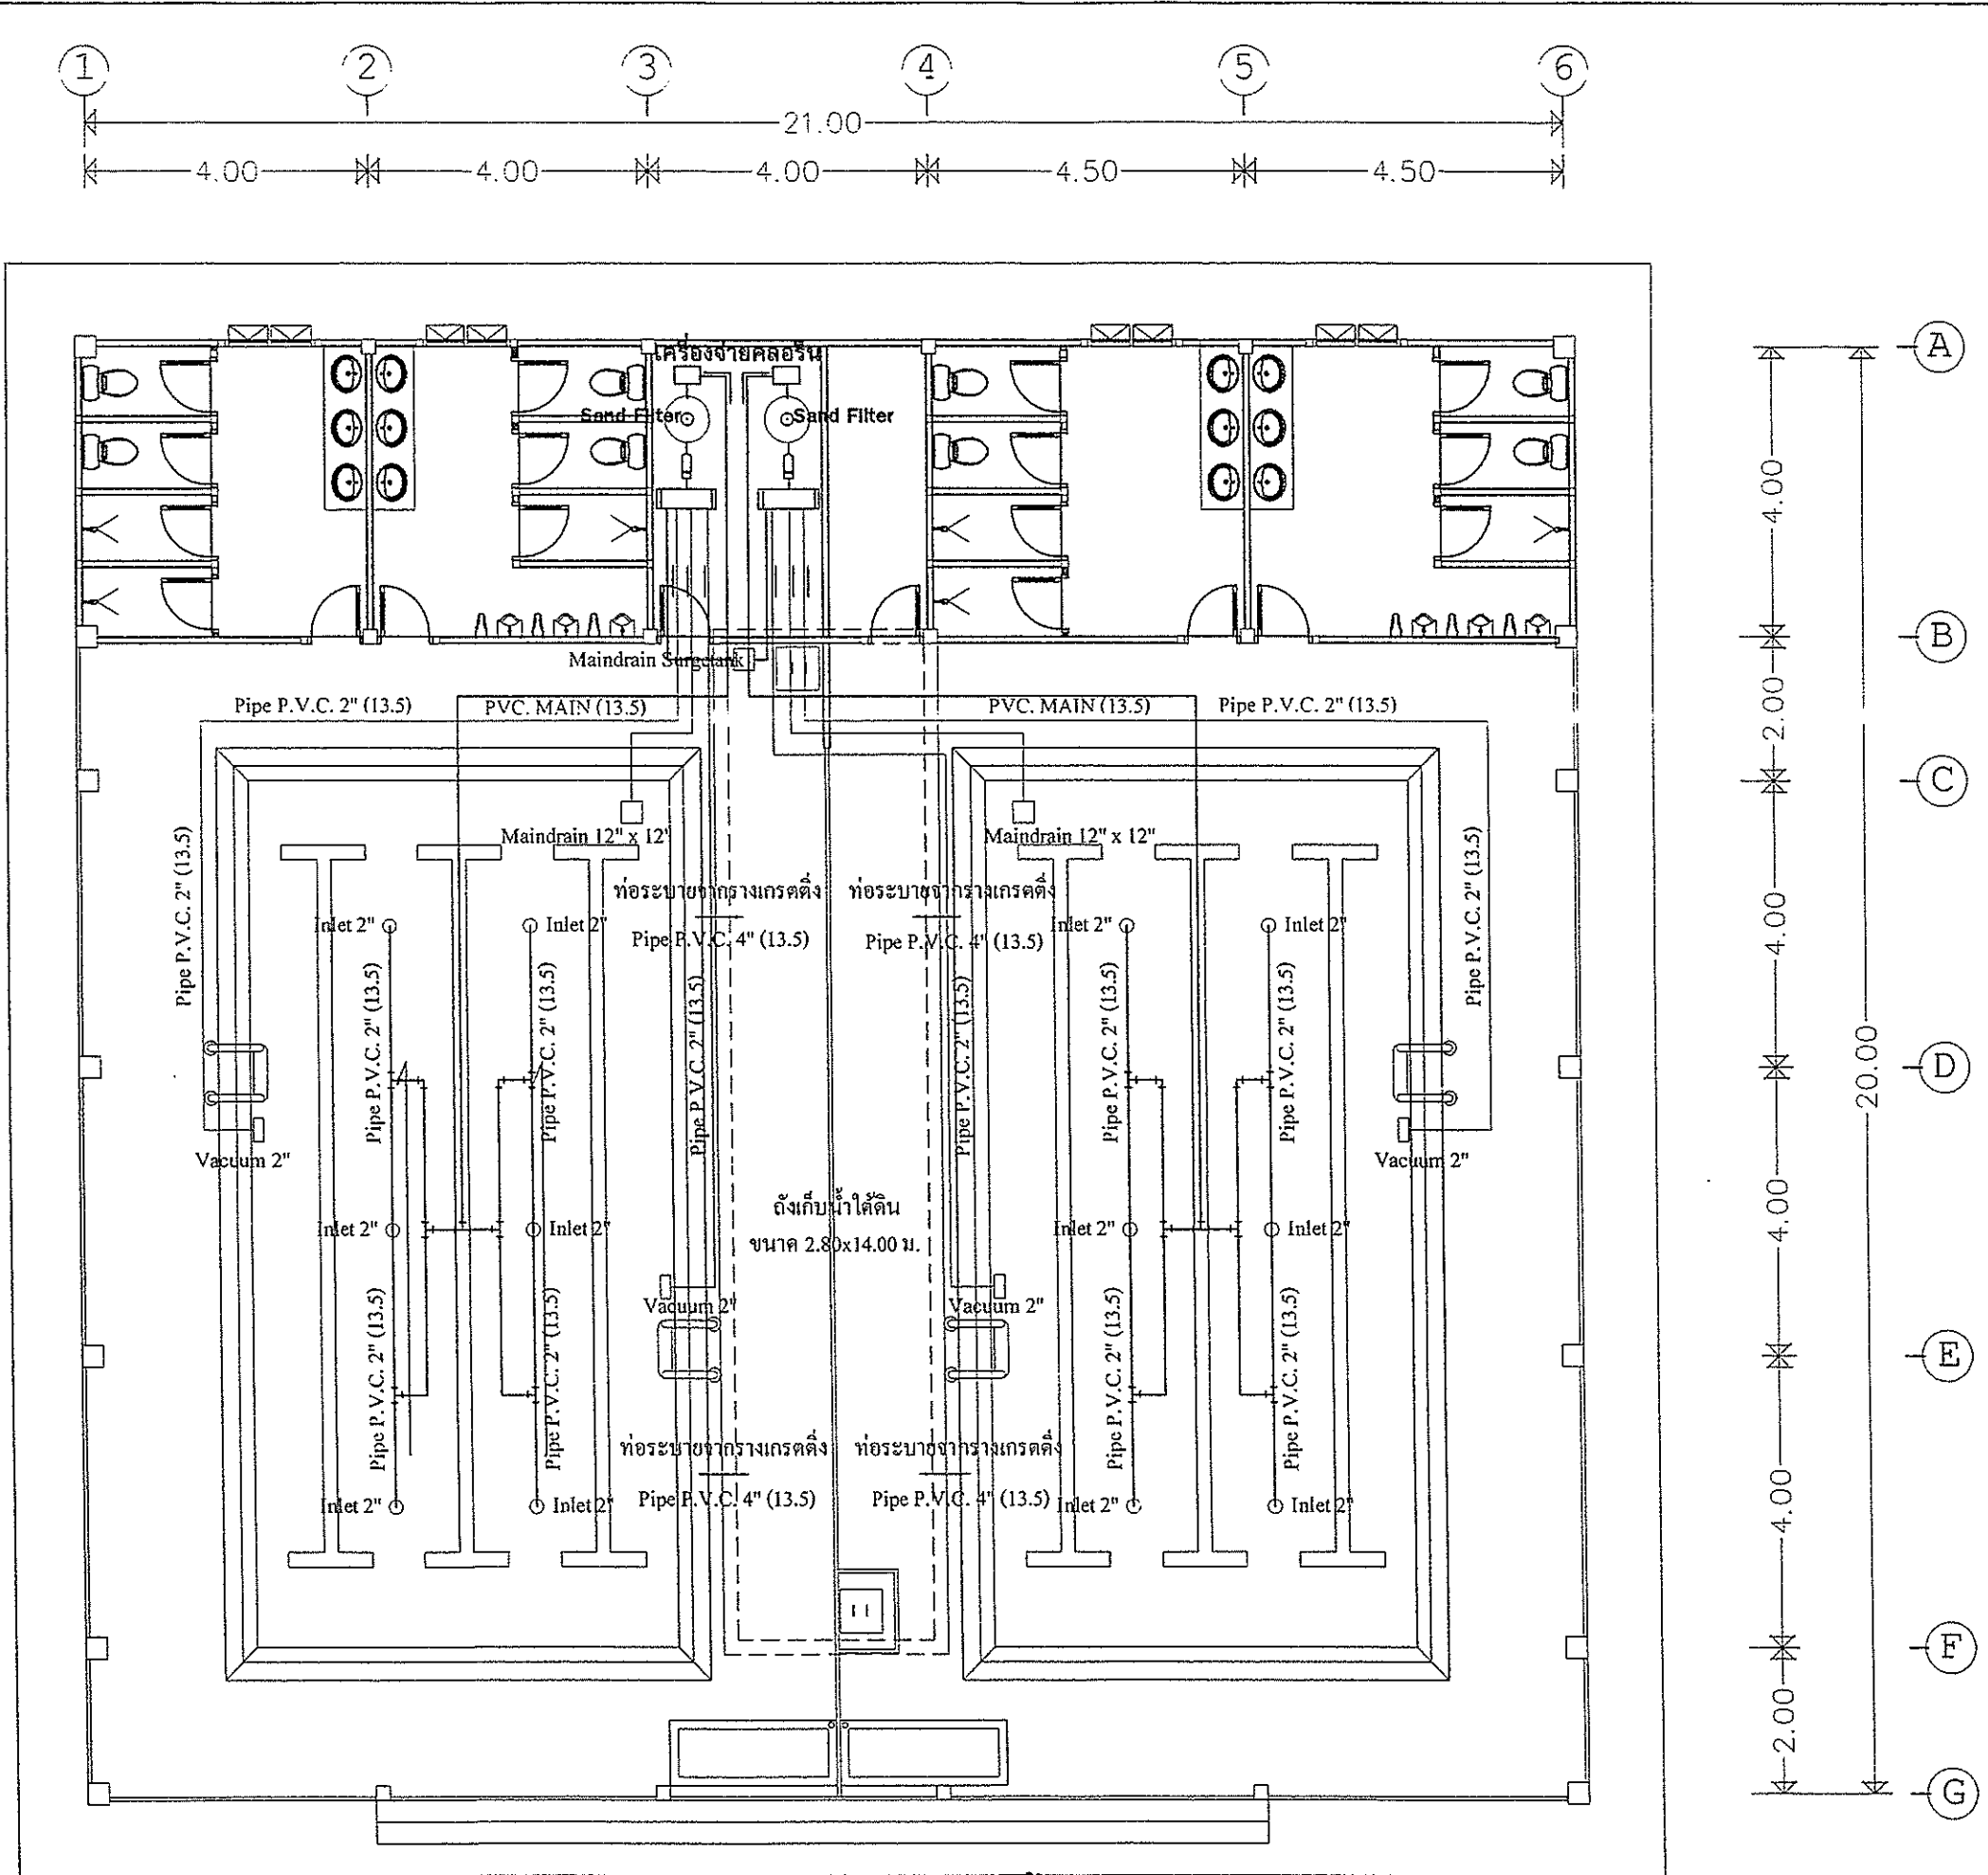 1 2 3 4 5 6
21.00
4.00 4.00 4.00 4.50 4.50
เครื่องจ่ายคลอรีน
Sand Filter Sand Filter
A
4.00
B
Maindrain Surgetank
Pipe P.V.C. 2" (13.5) PVC. MAIN (13.5) PVC. MAIN (13.5) Pipe P.V.C. 2" (13.5)
2.00
C
Maindrain 12" x 12" Maindrain 12" x 12"
Pipe P.V.C. 2" (13.5) Pipe P.V.C. 2" (13.5)
ท่อระบายจากรางเกรตติ่ง ท่อระบายจากรางเกรตติ่ง
Inlet 2" Inlet 2" Inlet 2" Inlet 2"
Pipe P.V.C. 4" (13.5) Pipe P.V.C. 4" (13.5)
4.00
Pipe P.V.C. 2" (13.5) Pipe P.V.C. 2" (13.5) Pipe P.V.C. 2" (13.5) Pipe P.V.C. 2" (13.5) Pipe P.V.C. 2" (13.5) Pipe P.V.C. 2" (13.5)
D
20.00
Vacuum 2" Vacuum 2"
ถังเก็บน้ำใต้ดิน
ขนาด 2.80x14.00 ม.
Inlet 2" Inlet 2" Inlet 2" Inlet 2"
4.00
Vacuum 2" Vacuum 2"
E
Pipe P.V.C. 2" (13.5) Pipe P.V.C. 2" (13.5) Pipe P.V.C. 2" (13.5) Pipe P.V.C. 2" (13.5)
ท่อระบายจากรางเกรตติ่ง ท่อระบายจากรางเกรตติ่ง
Pipe P.V.C. 4" (13.5) Pipe P.V.C. 4" (13.5)
Inlet 2" Inlet 2" Inlet 2" Inlet 2"
4.00
F
2.00
G